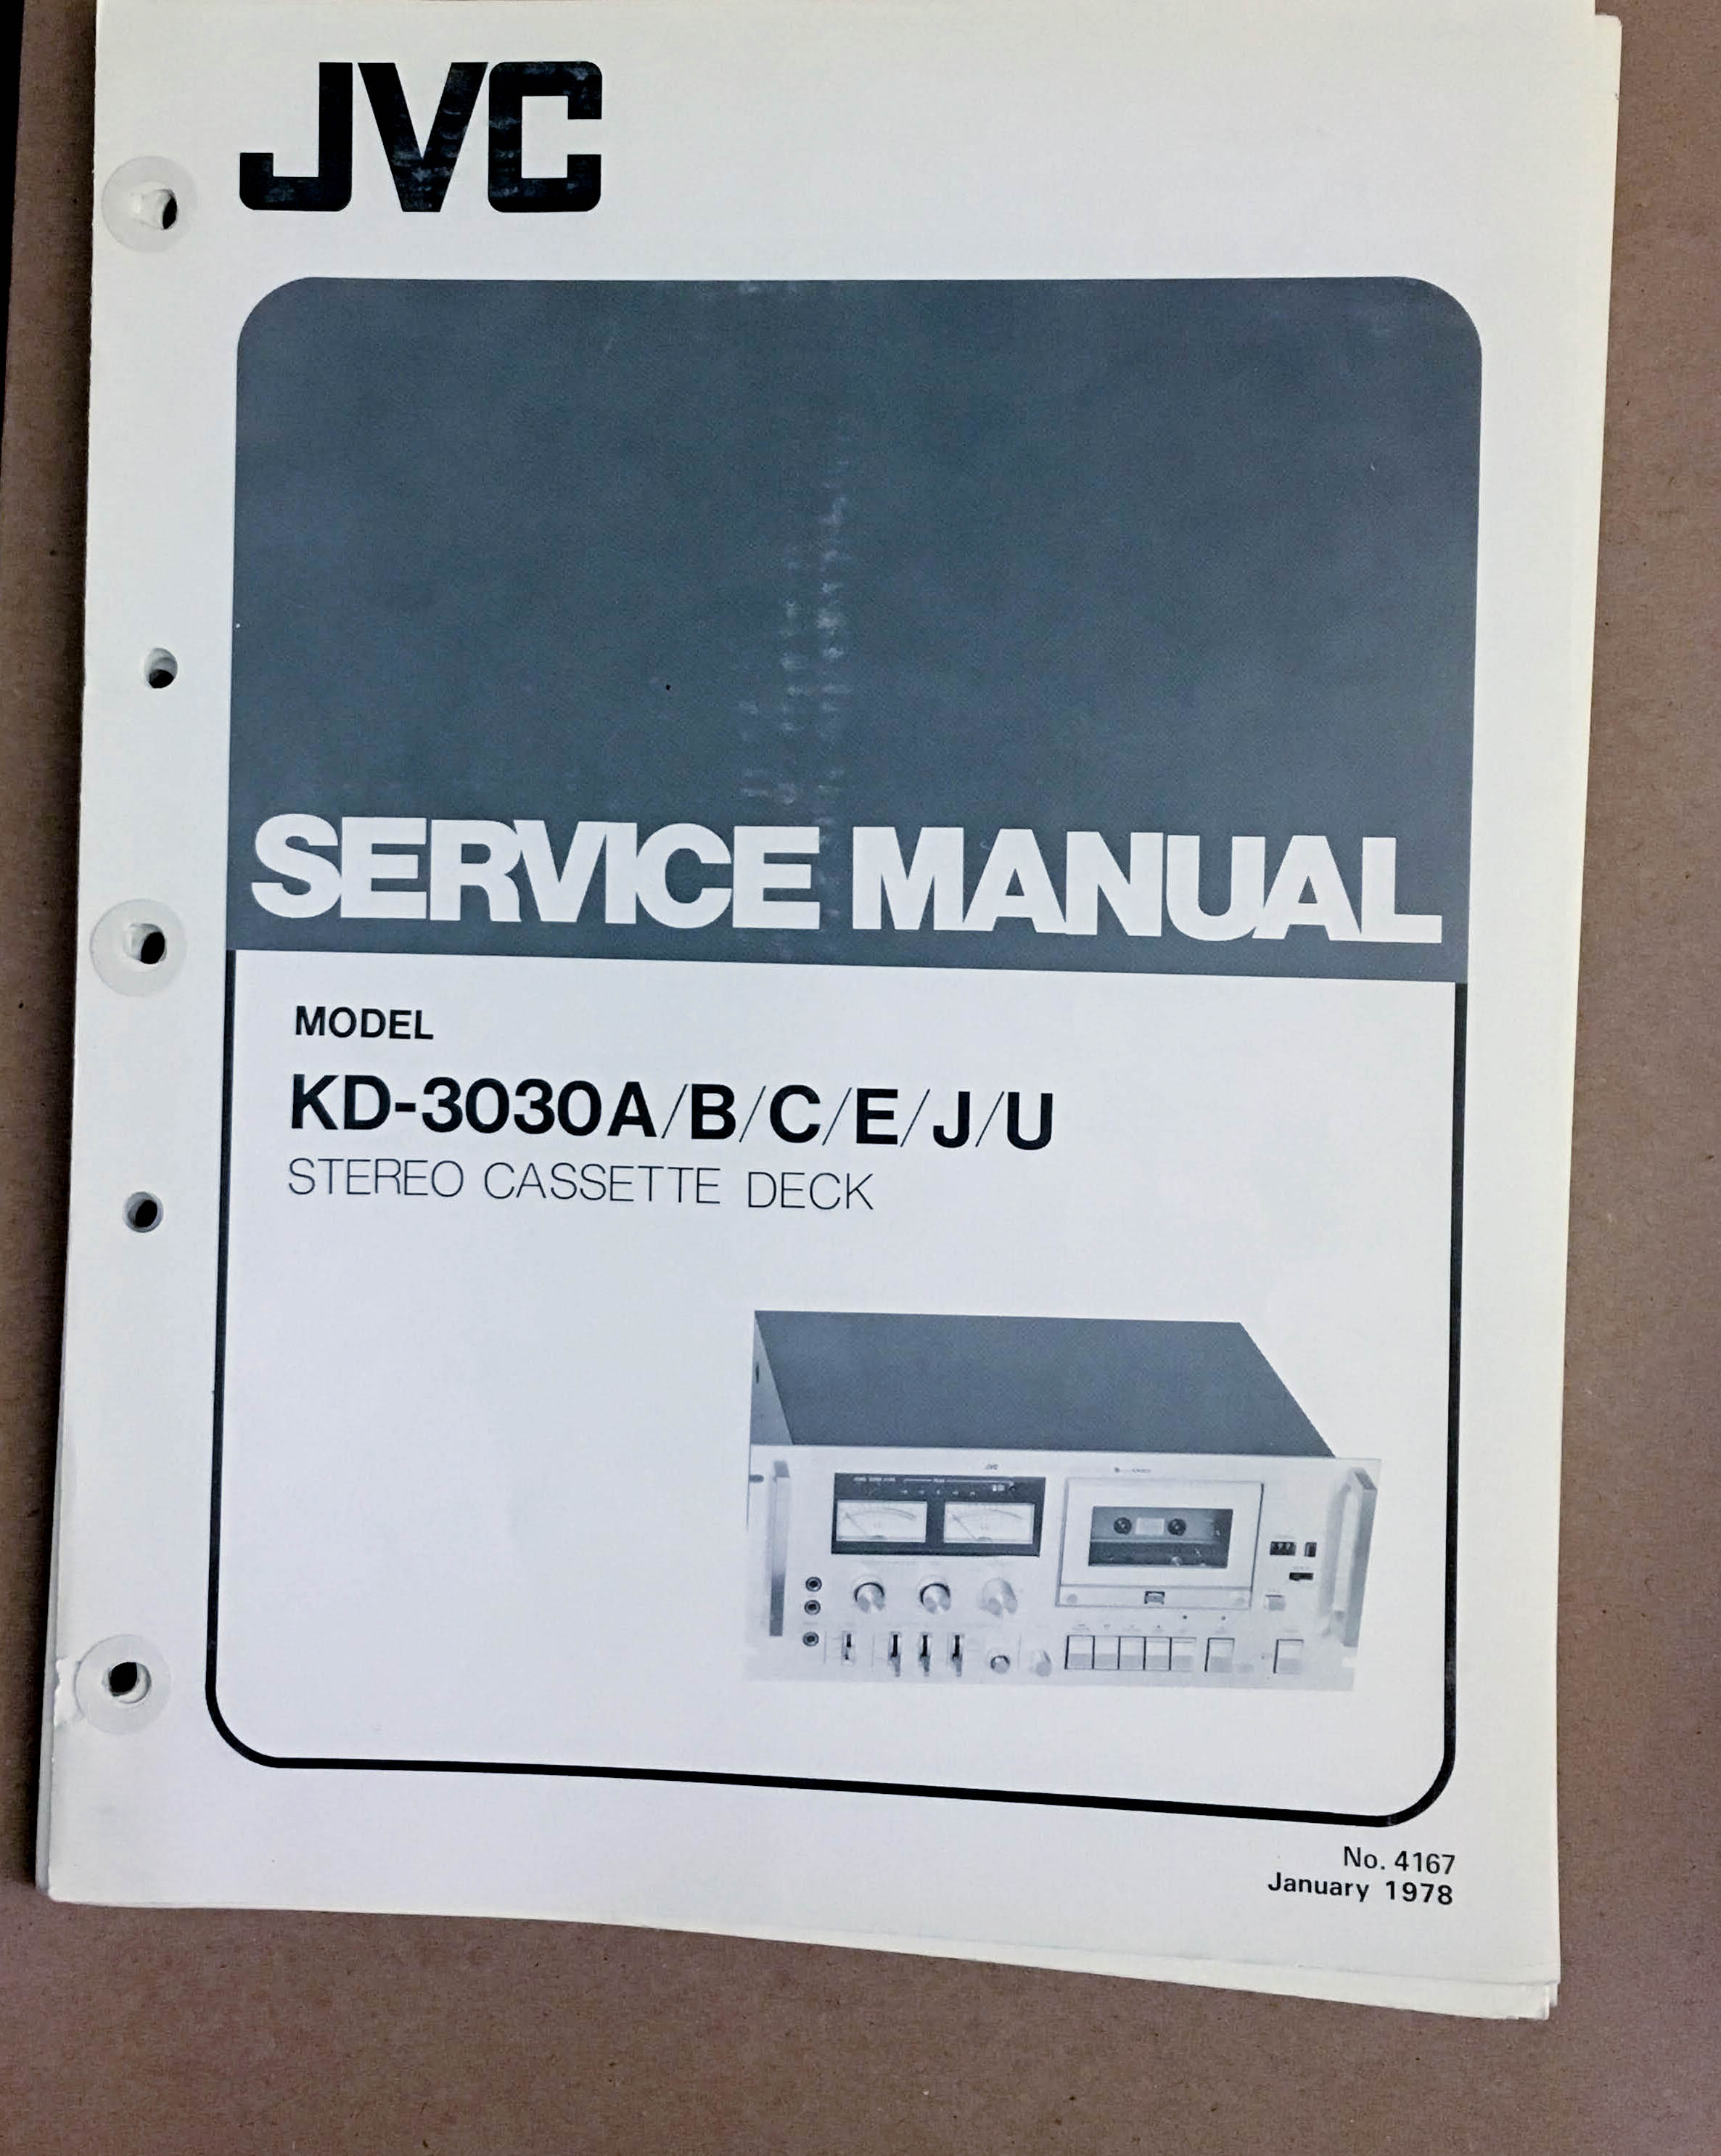 JVC
SERVICE MANUAL
MODEL
KD-3030A/B/C/E/J/U
STEREO CASSETTE DECK
JVC
No. 4167
January 1978